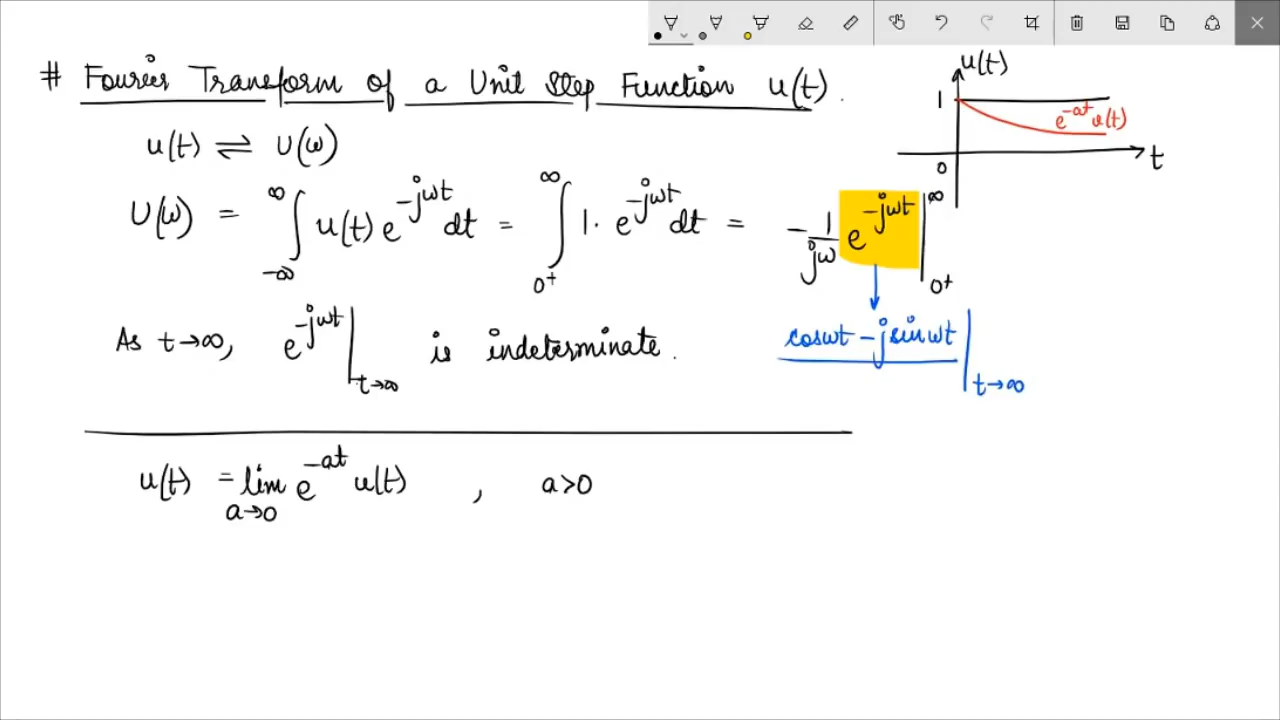 # Fourier Transform of a Unit Step Function u(t).
u(t)
1
e^{-at} u(t)
0
t
u(t) ⇌ U(ω)
U(ω) = ∫_{-∞}^{∞} u(t) e^{-jωt} dt = ∫_{0^+}^{∞} 1· e^{-jωt} dt = - 1/jω e^{-jωt} |_{0^+}^{∞}
As t→∞, e^{-jωt} |_{t→∞} is indeterminate.
cosωt - j sinωt |_{t→∞}
u(t) = lim_{a→0} e^{-at} u(t) , a>0